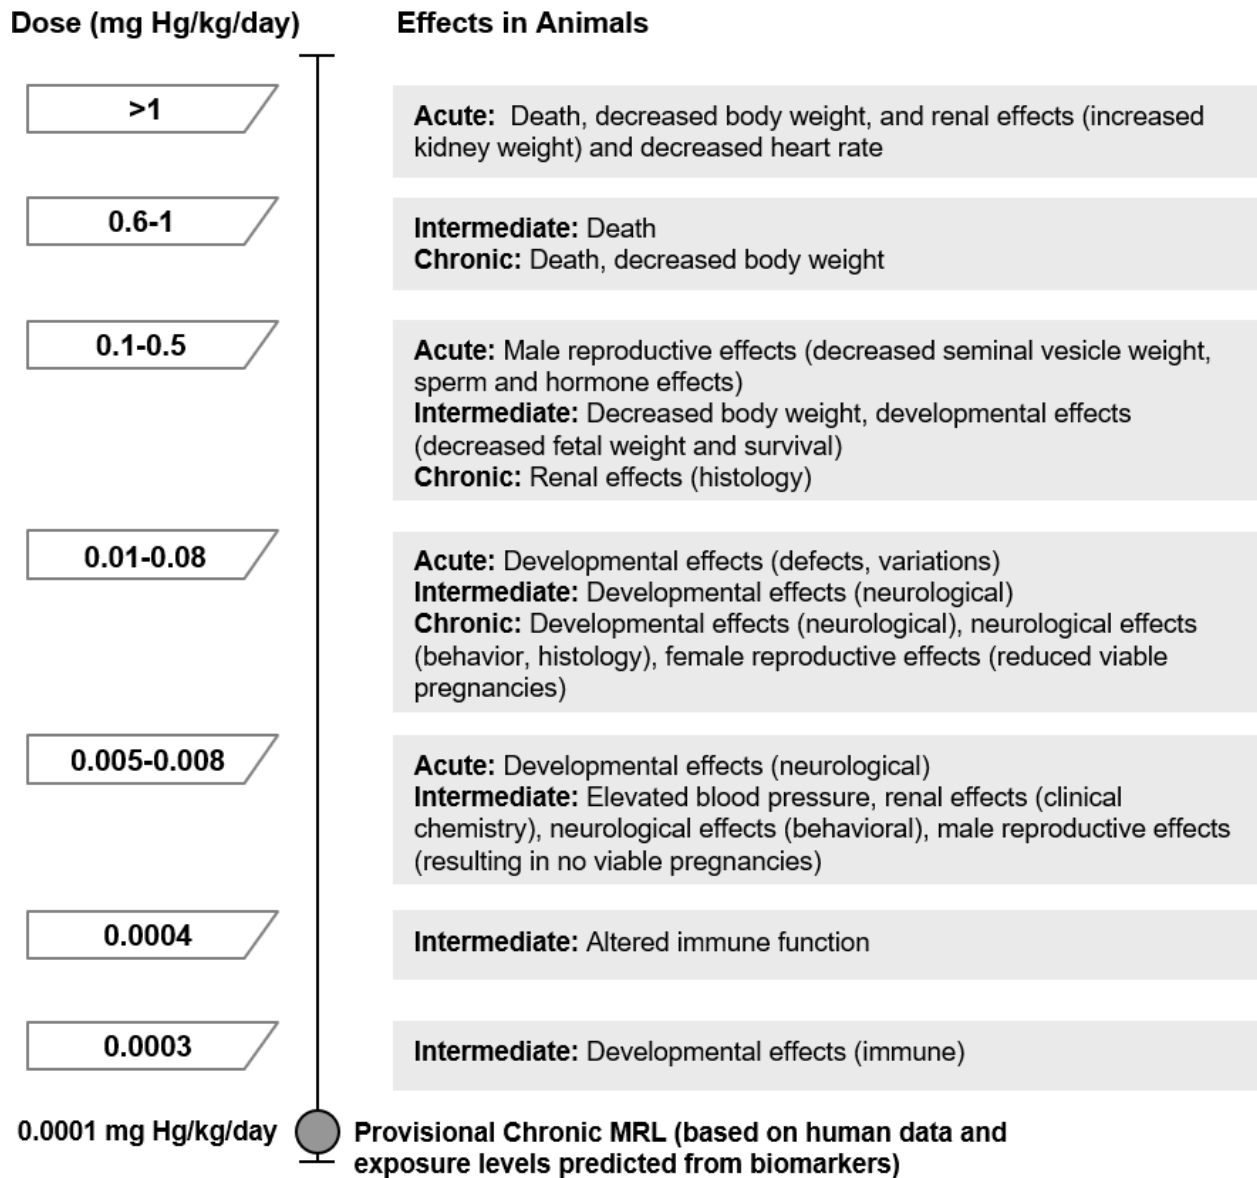 Dose (mg Hg/kg/day)
Effects in Animals
>1
Acute: Death, decreased body weight, and renal effects (increased
kidney weight) and decreased heart rate
0.6-1
Intermediate: Death
Chronic: Death, decreased body weight
0.1-0.5
Acute: Male reproductive effects (decreased seminal vesicle weight,
sperm and hormone effects)
Intermediate: Decreased body weight, developmental effects
(decreased fetal weight and survival)
Chronic: Renal effects (histology)
0.01-0.08
Acute: Developmental effects (defects, variations)
Intermediate: Developmental effects (neurological)
Chronic: Developmental effects (neurological), neurological effects
(behavior, histology), female reproductive effects (reduced viable
pregnancies)
0.005-0.008
Acute: Developmental effects (neurological)
Intermediate: Elevated blood pressure, renal effects (clinical
chemistry), neurological effects (behavioral), male reproductive effects
(resulting in no viable pregnancies)
0.0004
Intermediate: Altered immune function
0.0003
Intermediate: Developmental effects (immune)
0.0001 mg Hg/kg/day
Provisional Chronic MRL (based on human data and
exposure levels predicted from biomarkers)